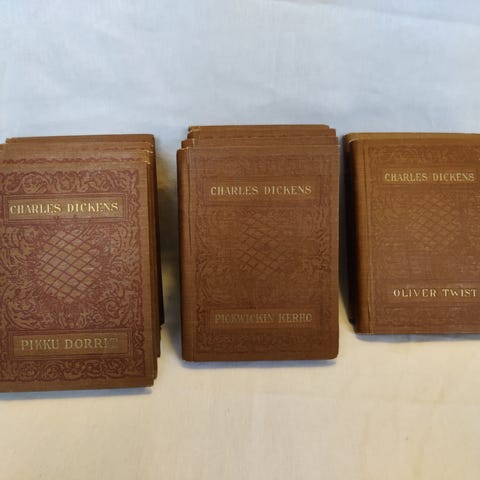 CHARLES DICKENS
PIKKU DORRIT
CHARLES DICKENS
PICKWICKIN KERHO
CHARLES DICKENS
OLIVER TWIST